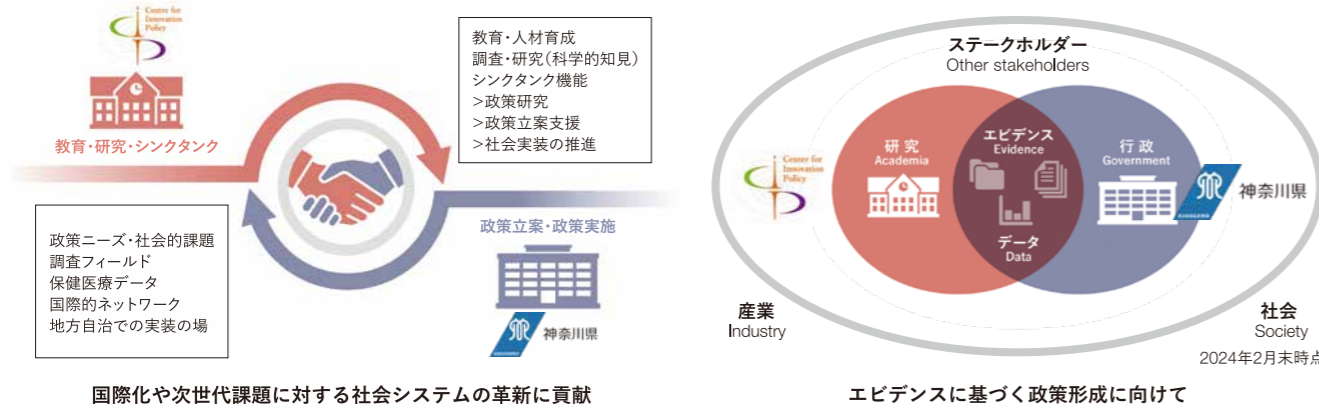 Center for
Innovation
Policy
教育・研究・シンクタンク
教育・人材育成
調査・研究(科学的知見)
シンクタンク機能
>政策研究
>政策立案支援
>社会実装の推進
政策ニーズ・社会的課題
調査フィールド
保健医療データ
国際的ネットワーク
地方自治での実装の場
政策立案・政策実施
神奈川県
国際化や次世代課題に対する社会システムの革新に貢献
ステークホルダー
Other stakeholders
Center for
Innovation
Policy
研究
Academia
エビデンス
Evidence
データ
Data
行政
Government
神奈川県
産業
Industry
社会
Society
2024年2月末時点
エビデンスに基づく政策形成に向けて